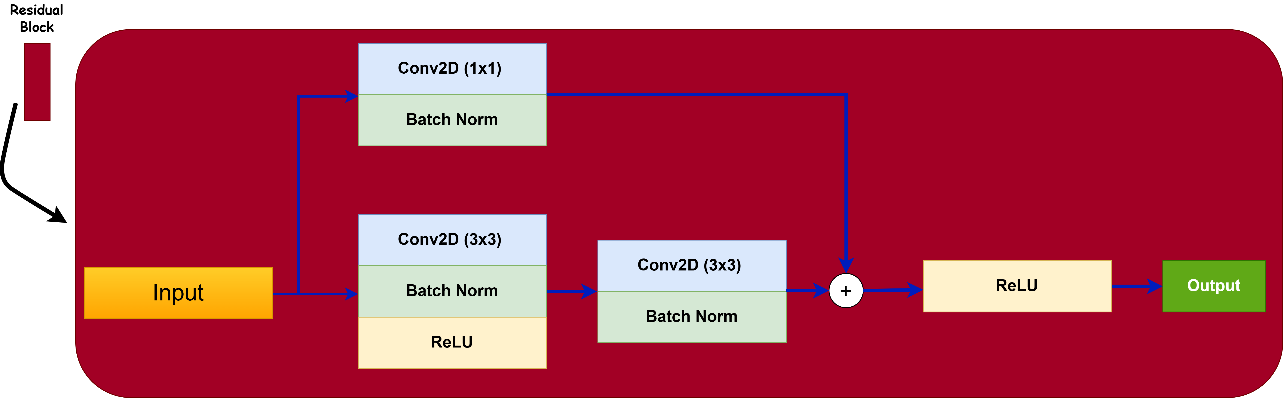 Residual
Block
Conv2D (1x1)
Batch Norm
Input
Conv2D (3x3)
Batch Norm
ReLU
Conv2D (3x3)
Batch Norm
+
ReLU
Output